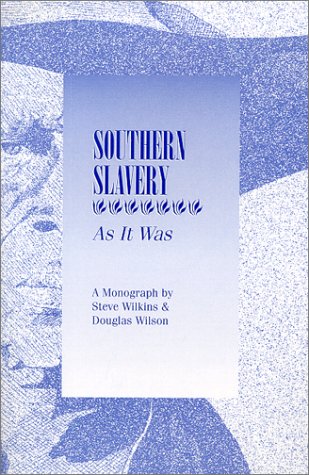 SOUTHERN
SLAVERY
As It Was
A Monograph by
Steve Wilkins &
Douglas Wilson